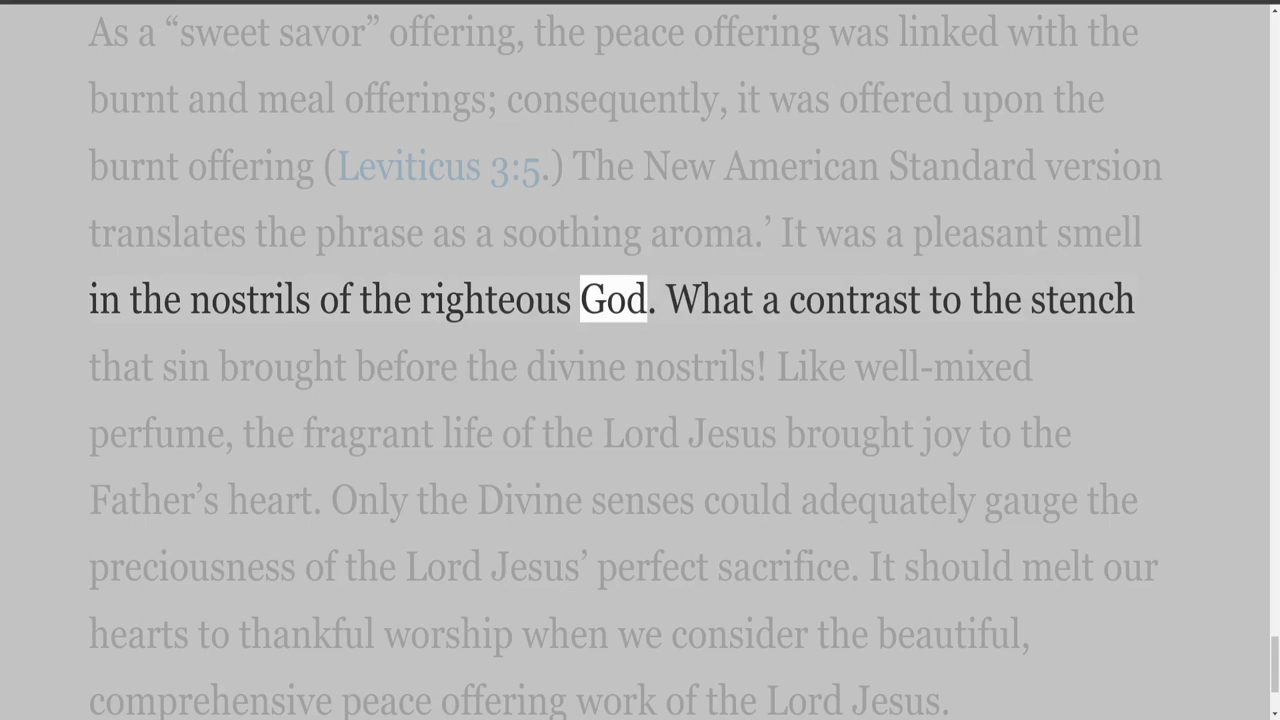 As a “sweet savor” offering, the peace offering was linked with the
burnt and meal offerings; consequently, it was offered upon the
burnt offering (Leviticus 3:5.) The New American Standard version
translates the phrase as a soothing aroma.’ It was a pleasant smell
in the nostrils of the righteous God. What a contrast to the stench
that sin brought before the divine nostrils! Like well-mixed
perfume, the fragrant life of the Lord Jesus brought joy to the
Father’s heart. Only the Divine senses could adequately gauge the
preciousness of the Lord Jesus’ perfect sacrifice. It should melt our
hearts to thankful worship when we consider the beautiful,
comprehensive peace offering work of the Lord Jesus.